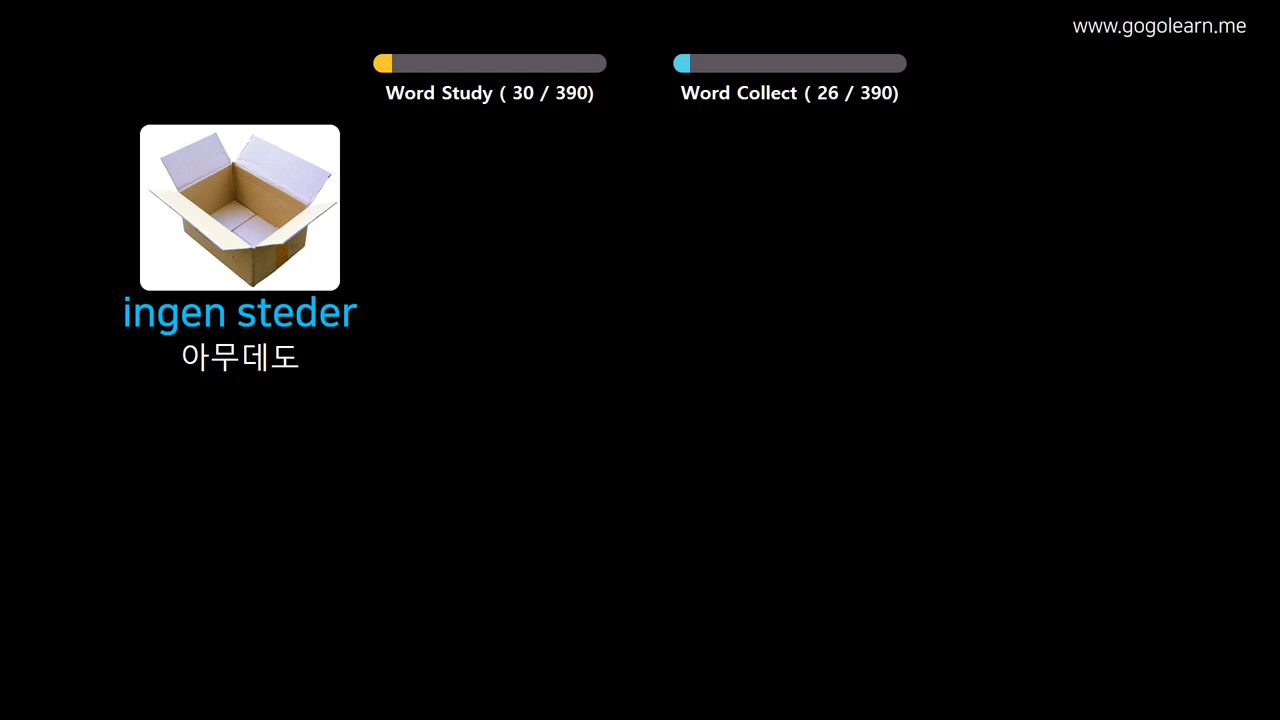 www.gogolearn.me
Word Study ( 30 / 390)
Word Collect ( 26 / 390)
ingen steder
아무데도